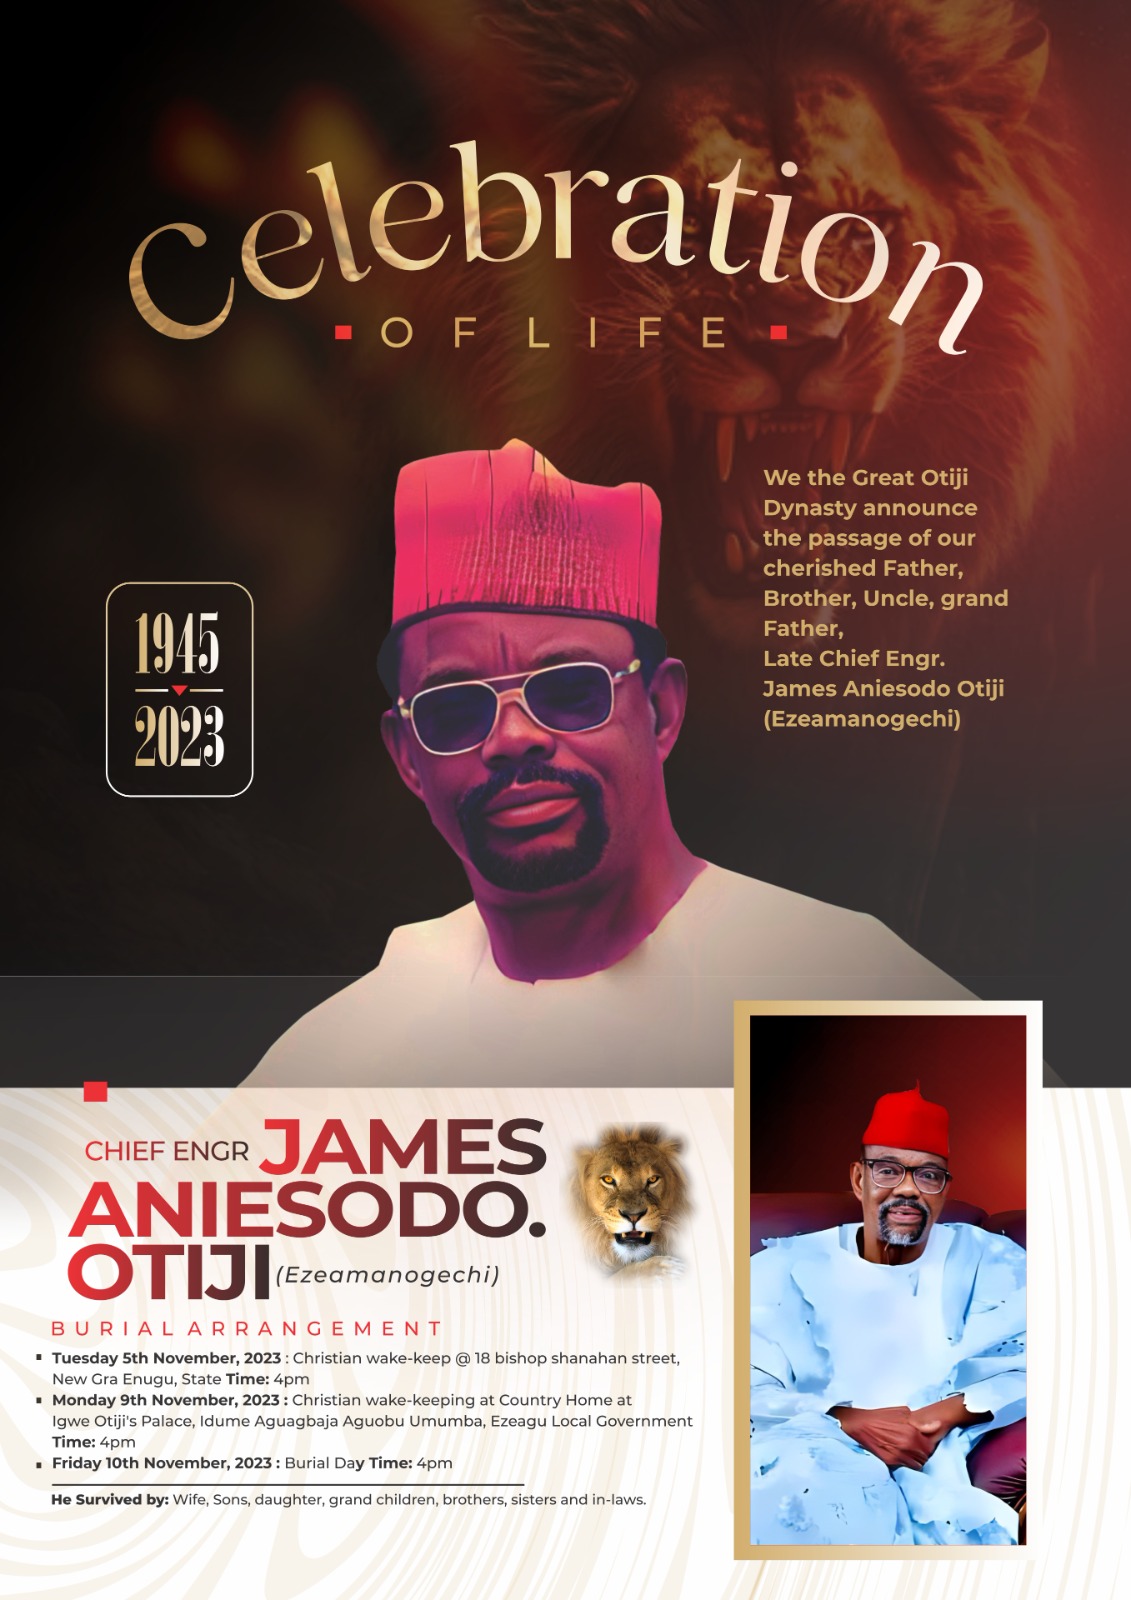 Celebration
OF LIFE
We the Great Otiji
Dynasty announce
the passage of our
cherished Father,
Brother, Uncle, grand
Father,
Late Chief Engr.
James Aniesodo Otiji
(Ezeamanogechi)
1945
2023
CHIEF ENGR JAMES
ANIESODO.
OTIJI (Ezeamanogechi)
BURIAL ARRANGEMENT
Tuesday 5th November, 2023 : Christian wake-keep @ 18 bishop shanahan street,
New Gra Enugu, State Time: 4pm
Monday 9th November, 2023 : Christian wake-keeping at Country Home at
Igwe Otiji's Palace, Idume Aguagbaja Aguobu Umumba, Ezeagu Local Government
Time: 4pm
Friday 10th November, 2023 : Burial Day Time: 4pm
He Survived by: Wife, Sons, daughter, grand children, brothers, sisters and in-laws.